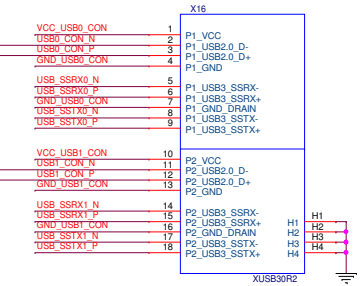 X16
VCC_USB0_CON 1 P1_VCC
USB0_CON_N 2 P1_USB2.0_D-
USB0_CON_P 3 P1_USB2.0_D+
GND_USB0_CON 4 P1_GND
USB_SSRX0_N 5 P1_USB3_SSRX-
USB_SSRX0_P 6 P1_USB3_SSRX+
GND_USB0_CON 7 P1_GND_DRAIN
USB_SSTX0_N 8 P1_USB3_SSTX-
USB_SSTX0_P 9 P1_USB3_SSTX+
VCC_USB1_CON 10 P2_VCC
USB1_CON_N 11 P2_USB2.0_D-
USB1_CON_P 12 P2_USB2.0_D+
GND_USB1_CON 13 P2_GND
USB_SSRX1_N 14 P2_USB3_SSRX-
USB_SSRX1_P 15 P2_USB3_SSRX+ H1 H1
USB_GND_USB1_CON 16 P2_GND_DRAIN H2 H2
USB_SSTX1_N 17 P2_USB3_SSTX- H3 H3
USB_SSTX1_P 18 P2_USB3_SSTX+ H4 H4
XUSB30R2